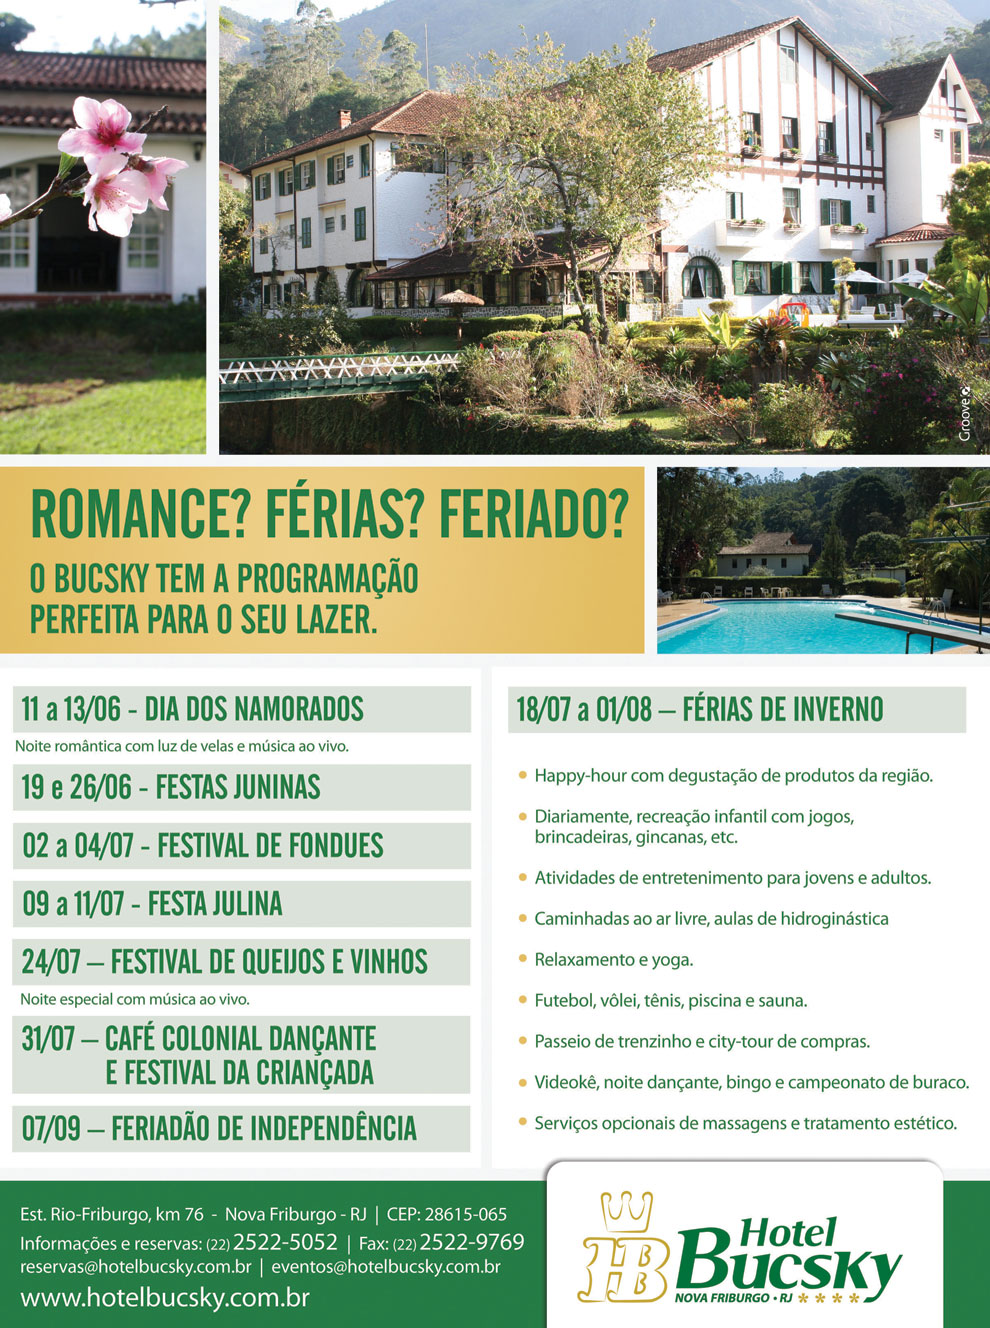 Groove
ROMANCE? FÉRIAS? FERIADO?
O BUCSKY TEM A PROGRAMAÇÃO
PERFEITA PARA O SEU LAZER.
11 a 13/06 - DIA DOS NAMORADOS
Noite romântica com luz de velas e música ao vivo.
19 e 26/06 - FESTAS JUNINAS
02 a 04/07 - FESTIVAL DE FONDUES
09 a 11/07 - FESTA JULINA
24/07 – FESTIVAL DE QUEIJOS E VINHOS
Noite especial com música ao vivo.
31/07 – CAFÉ COLONIAL DANÇANTE
E FESTIVAL DA CRIANÇADA
07/09 – FERIADÃO DE INDEPENDÊNCIA
18/07 a 01/08 – FÉRIAS DE INVERNO
• Happy-hour com degustação de produtos da região.
• Diariamente, recreação infantil com jogos,
brincadeiras, gincanas, etc.
• Atividades de entretenimento para jovens e adultos.
• Caminhadas ao ar livre, aulas de hidroginástica
• Relaxamento e yoga.
• Futebol, vôlei, tênis, piscina e sauna.
• Passeio de trenzinho e city-tour de compras.
• Videokê, noite dançante, bingo e campeonato de buraco.
• Serviços opcionais de massagens e tratamento estético.
Est. Rio-Friburgo, km 76 - Nova Friburgo - RJ | CEP: 28615-065
Informações e reservas: (22) 2522-5052 | Fax: (22) 2522-9769
reservas@hotelbucsky.com.br | eventos@hotelbucsky.com.br
www.hotelbucsky.com.br
HB
Hotel
Bucsky
NOVA FRIBURGO • RJ ****